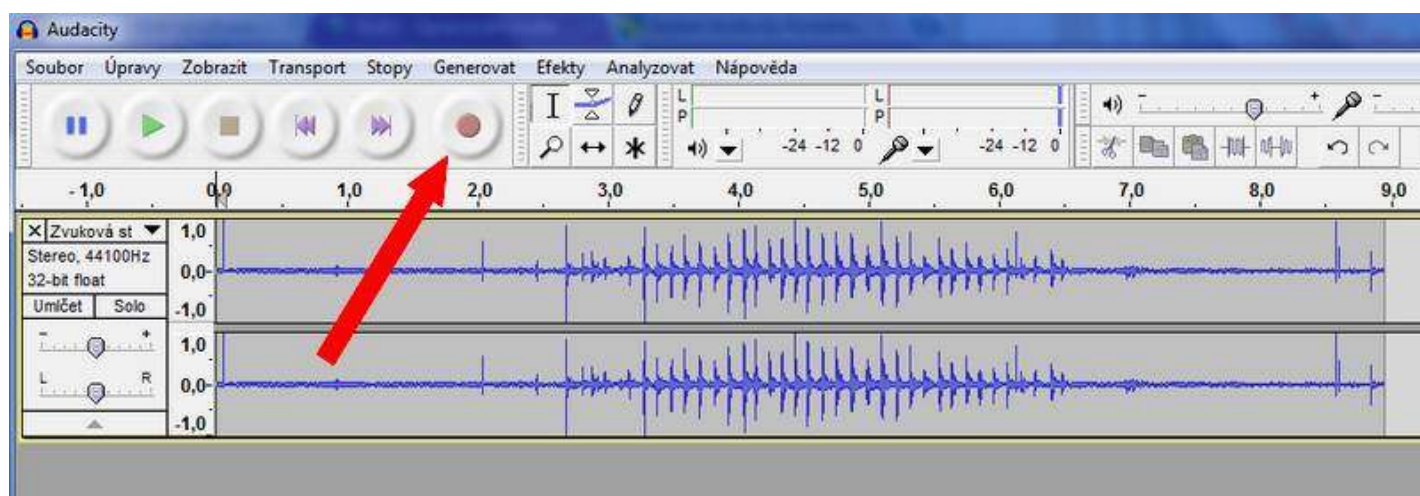 Audacity
Soubor Úpravy Zobrazit Transport Stopy Generovat Efekty Analyzovat Nápověda
L
P
-24 -12 0
L
P
-24 -12 0
- +
-
- 1,0 0,0 1,0 2,0 3,0 4,0 5,0 6,0 7,0 8,0 9,0
X Zvuková st
Stereo, 44100Hz
32-bit float
Umlčet Solo
- +
L R
1,0
0,0
-1,0
1,0
0,0
-1,0